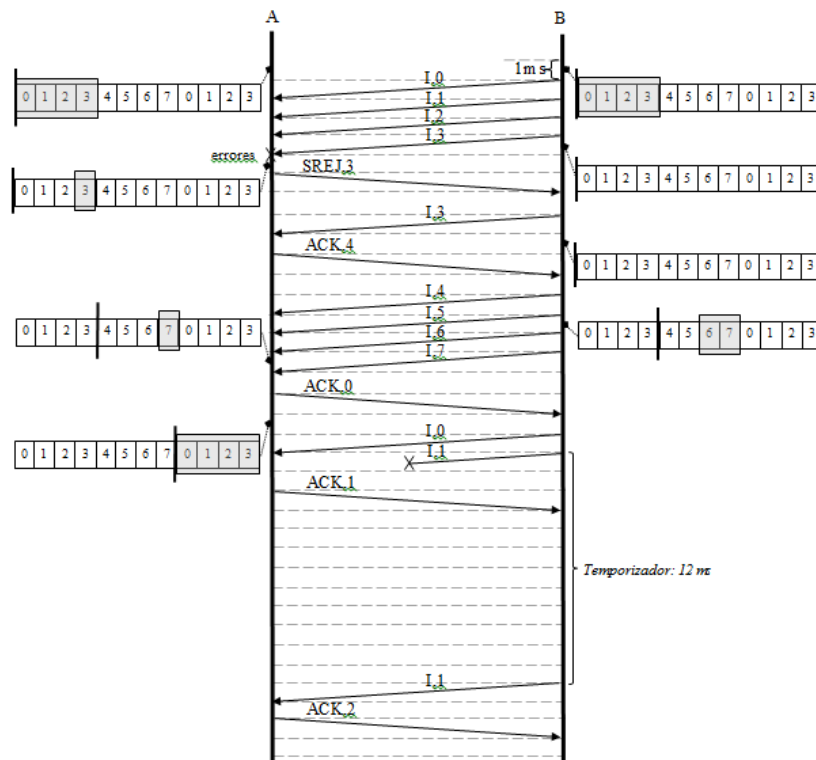 A B
1m s
I,0
0 1 2 3 4 5 6 7 0 1 2 3
0 1 2 3 4 5 6 7 0 1 2 3
I,1
I,2
I,3
errores
SREJ,3
0 1 2 3 4 5 6 7 0 1 2 3
0 1 2 3 4 5 6 7 0 1 2 3
I,3
ACK,4
0 1 2 3 4 5 6 7 0 1 2 3
I,4
I,5
0 1 2 3 4 5 6 7 0 1 2 3
0 1 2 3 4 5 6 7 0 1 2 3
I,6
I,7
ACK,0
I,0
0 1 2 3 4 5 6 7 0 1 2 3
I,1
ACK,1
Temporizador: 12 ms
I,1
ACK,2